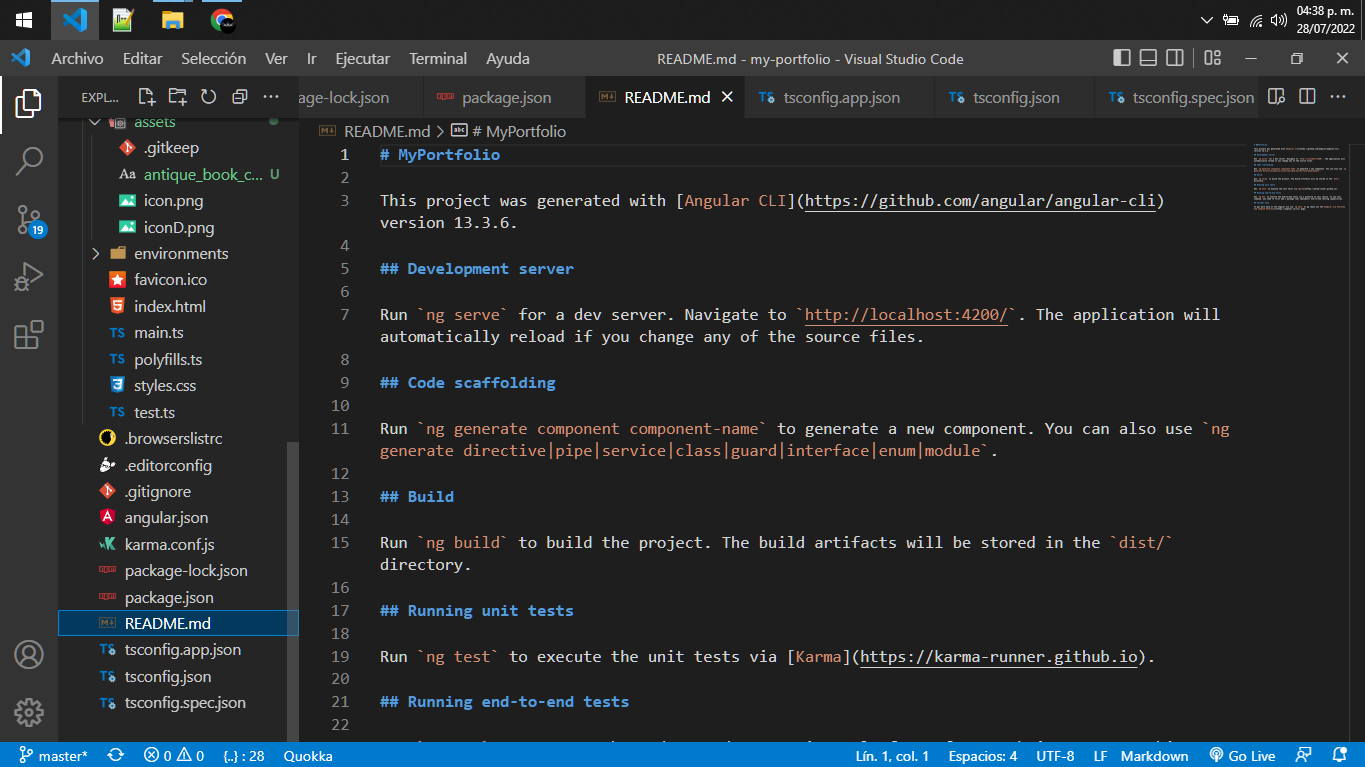 04:38 p. m.
28/07/2022
Archivo Editar Selección Ver Ir Ejecutar Terminal Ayuda
README.md - my-portfolio - Visual Studio Code
EXPL...
age-lock.json package.json README.md tsconfig.app.json tsconfig.json tsconfig.spec.json
README.md > # MyPortfolio
assets
.gitkeep
Aa antique_book_c... U
icon.png
iconD.png
environments
favicon.ico
index.html
TS main.ts
TS polyfills.ts
styles.css
TS test.ts
.browserslistrc
.editorconfig
.gitignore
angular.json
karma.conf.js
package-lock.json
package.json
README.md
tsconfig.app.json
tsconfig.json
tsconfig.spec.json
19
1 # MyPortfolio
2
3 This project was generated with [Angular CLI](https://github.com/angular/angular-cli)
version 13.3.6.
4
5 ## Development server
6
7 Run `ng serve` for a dev server. Navigate to `http://localhost:4200/`. The application will
automatically reload if you change any of the source files.
8
9 ## Code scaffolding
10
11 Run `ng generate component component-name` to generate a new component. You can also use `ng
generate directive|pipe|service|class|guard|interface|enum|module`.
12
13 ## Build
14
15 Run `ng build` to build the project. The build artifacts will be stored in the `dist/`
directory.
16
17 ## Running unit tests
18
19 Run `ng test` to execute the unit tests via [Karma](https://karma-runner.github.io).
20
21 ## Running end-to-end tests
22
master* 0 0 {..} : 28 Quokka
Lín. 1, col. 1 Espacios: 4 UTF-8 LF Markdown Go Live